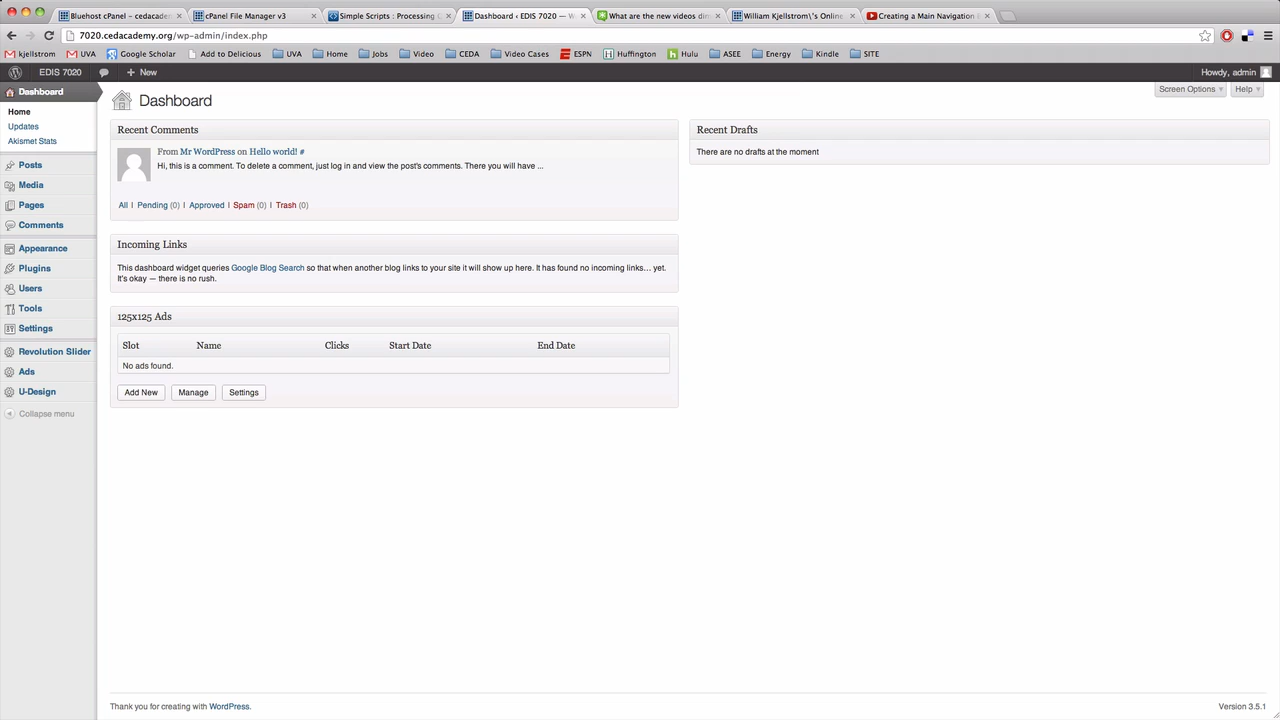 Bluehost cPanel – cedacade
cPanel File Manager v3
Simple Scripts : Processing
Dashboard ‹ EDIS 7020 — W
What are the new videos dim
William Kjellstrom\'s Online
Creating a Main Navigation
7020.cedacademy.org/wp-admin/index.php
kjellstrom UVA Google Scholar Add to Delicious UVA Home Jobs Video CEDA Video Cases ESPN Huffington Hulu ASEE Energy Kindle SITE
EDIS 7020 + New Howdy, admin
Dashboard
Home
Updates
Akismet Stats
Posts
Media
Pages
Comments
Appearance
Plugins
Users
Tools
Settings
Revolution Slider
Ads
U-Design
Collapse menu
Screen Options Help
Dashboard
Recent Comments
From Mr WordPress on Hello world! #
Hi, this is a comment. To delete a comment, just log in and view the post's comments. There you will have ...
All | Pending (0) | Approved | Spam (0) | Trash (0)
Incoming Links
This dashboard widget queries Google Blog Search so that when another blog links to your site it will show up here. It has found no incoming links… yet.
It's okay — there is no rush.
125x125 Ads
Slot Name Clicks Start Date End Date
No ads found.
Add New Manage Settings
Recent Drafts
There are no drafts at the moment
Thank you for creating with WordPress.
Version 3.5.1